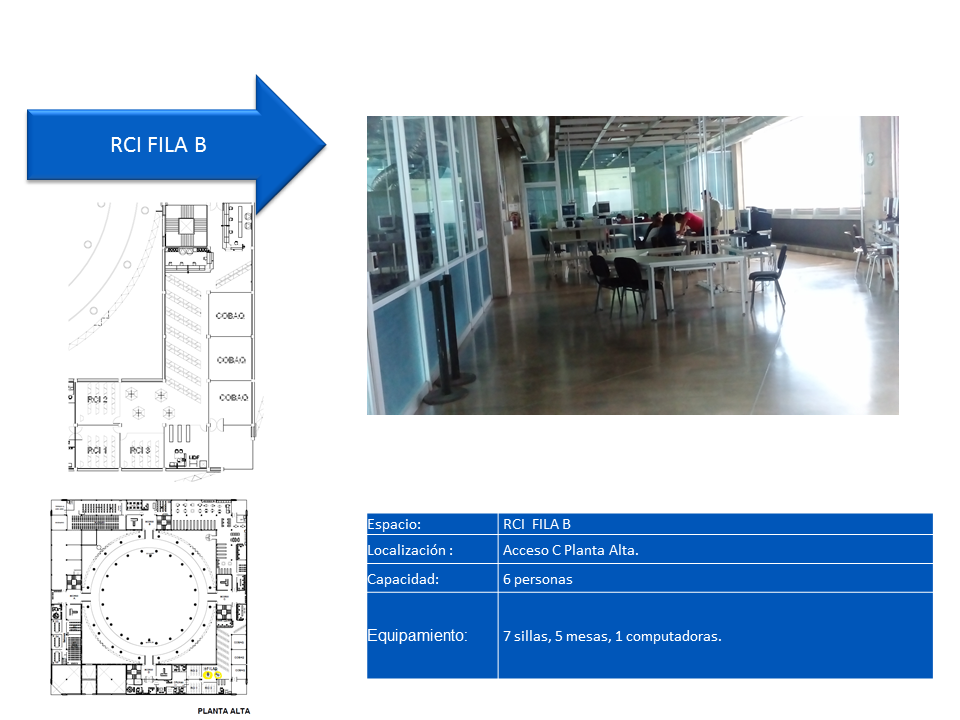 RCI FILA B
COBAQ
COBAQ
COBAQ
RCI 2
RCI 1
RCI 3
PLANTA ALTA
Espacio: RCI  FILA B
Localización : Acceso C Planta Alta.
Capacidad: 6 personas
Equipamiento: 7 sillas, 5 mesas, 1 computadoras.